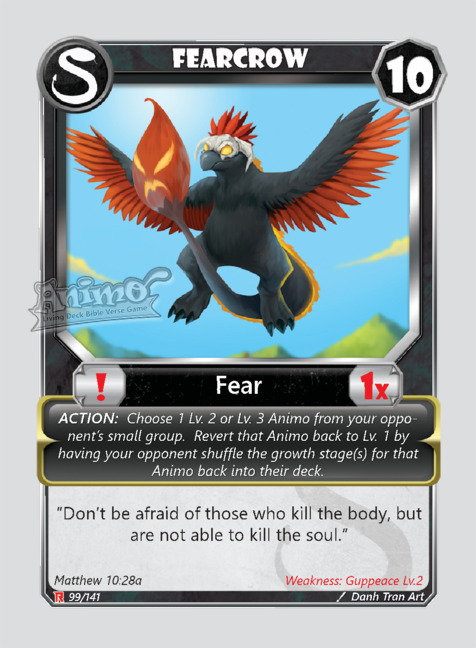 S
FEARCROW
10
Animo
Living Deck Bible Verse Game
!
Fear
1x
ACTION: Choose 1 Lv. 2 or Lv. 3 Animo from your oppo-
nent's small group. Revert that Animo back to Lv. 1 by
having your opponent shuffle the growth stage(s) for that
Animo back into their deck.
"Don't be afraid of those who kill the body, but
are not able to kill the soul."
S
Matthew 10:28a
Weakness: Guppeace Lv.2
R 99/141
Danh Tran Art